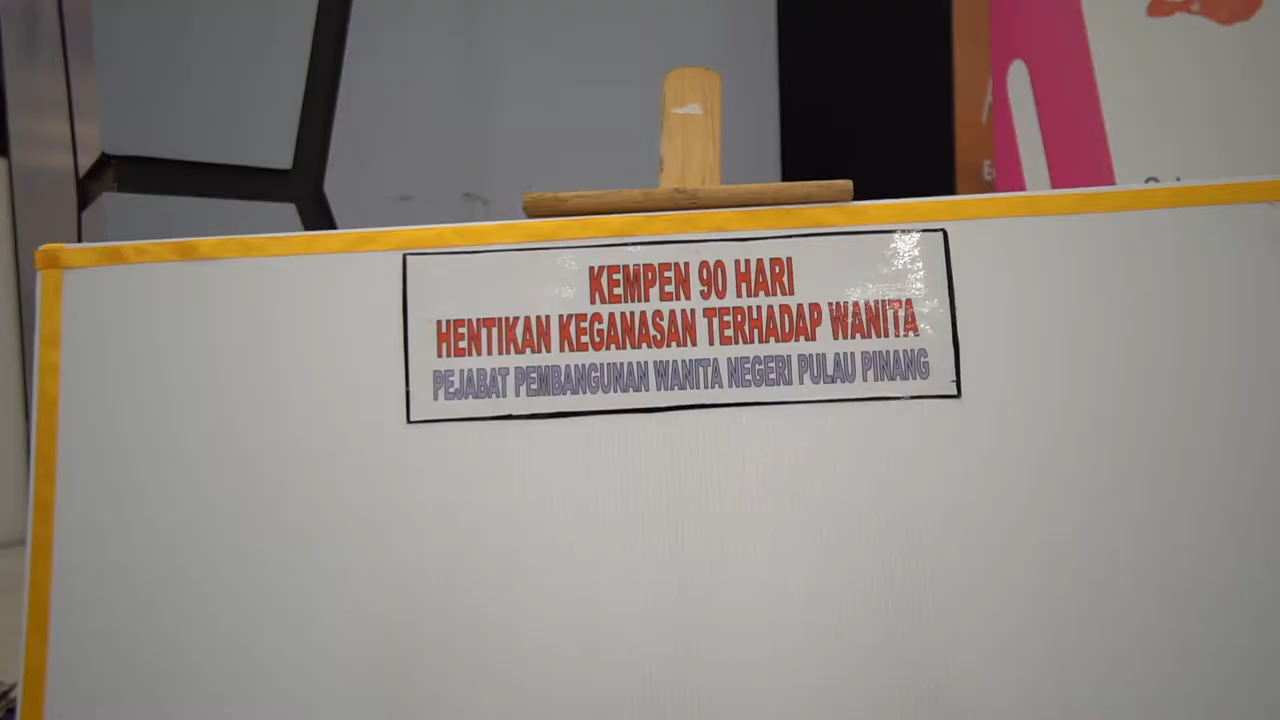 KEMPEN 90 HARI
HENTIKAN KEGANASAN TERHADAP WANITA
PEJABAT PEMBANGUNAN WANITA NEGERI PULAU PINANG